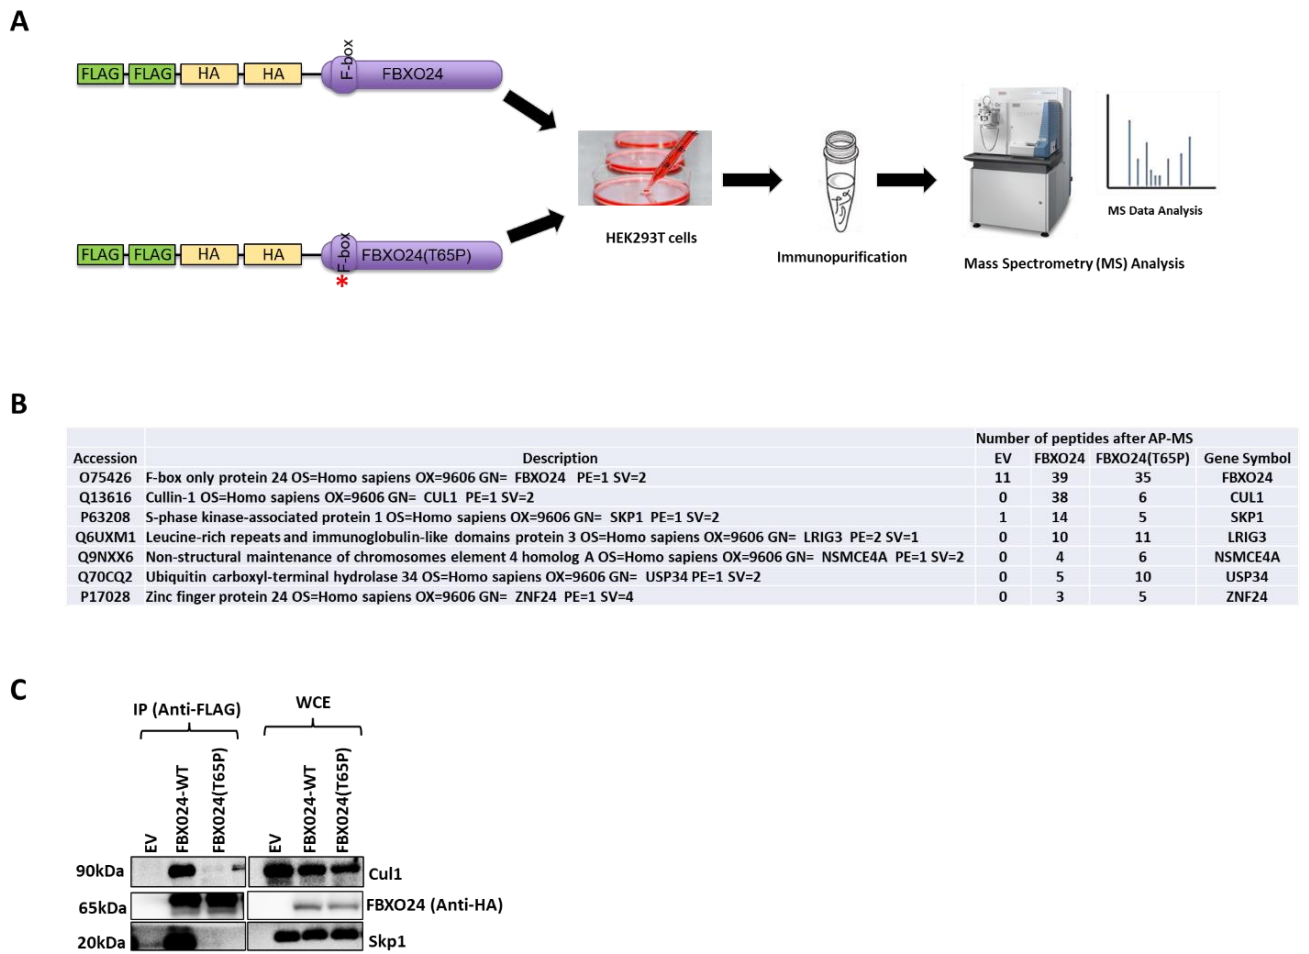 A
FLAG FLAG HA HA F-box FBXO24
FLAG FLAG HA HA F-box FBXO24(T65P)
*
HEK293T cells
Immunopurification
MS Data Analysis
Mass Spectrometry (MS) Analysis
B
Number of peptides after AP-MS
Accession Description EV FBXO24 FBXO24(T65P) Gene Symbol
O75426 F-box only protein 24 OS=Homo sapiens OX=9606 GN= FBXO24 PE=1 SV=2 11 39 35 FBXO24
Q13616 Cullin-1 OS=Homo sapiens OX=9606 GN= CUL1 PE=1 SV=2 0 38 6 CUL1
P63208 S-phase kinase-associated protein 1 OS=Homo sapiens OX=9606 GN= SKP1 PE=1 SV=2 1 14 5 SKP1
Q6UXM1 Leucine-rich repeats and immunoglobulin-like domains protein 3 OS=Homo sapiens OX=9606 GN= LRIG3 PE=2 SV=1 0 10 11 LRIG3
Q9NXX6 Non-structural maintenance of chromosomes element 4 homolog A OS=Homo sapiens OX=9606 GN= NSMCE4A PE=1 SV=2 0 4 6 NSMCE4A
Q70CQ2 Ubiquitin carboxyl-terminal hydrolase 34 OS=Homo sapiens OX=9606 GN= USP34 PE=1 SV=2 0 5 10 USP34
P17028 Zinc finger protein 24 OS=Homo sapiens OX=9606 GN= ZNF24 PE=1 SV=4 0 3 5 ZNF24
C
IP (Anti-FLAG) WCE
EV FBX024-WT FBX024(T65P) EV FBX024-WT FBX024(T65P)
90kDa Cul1
65kDa FBXO24 (Anti-HA)
20kDa Skp1